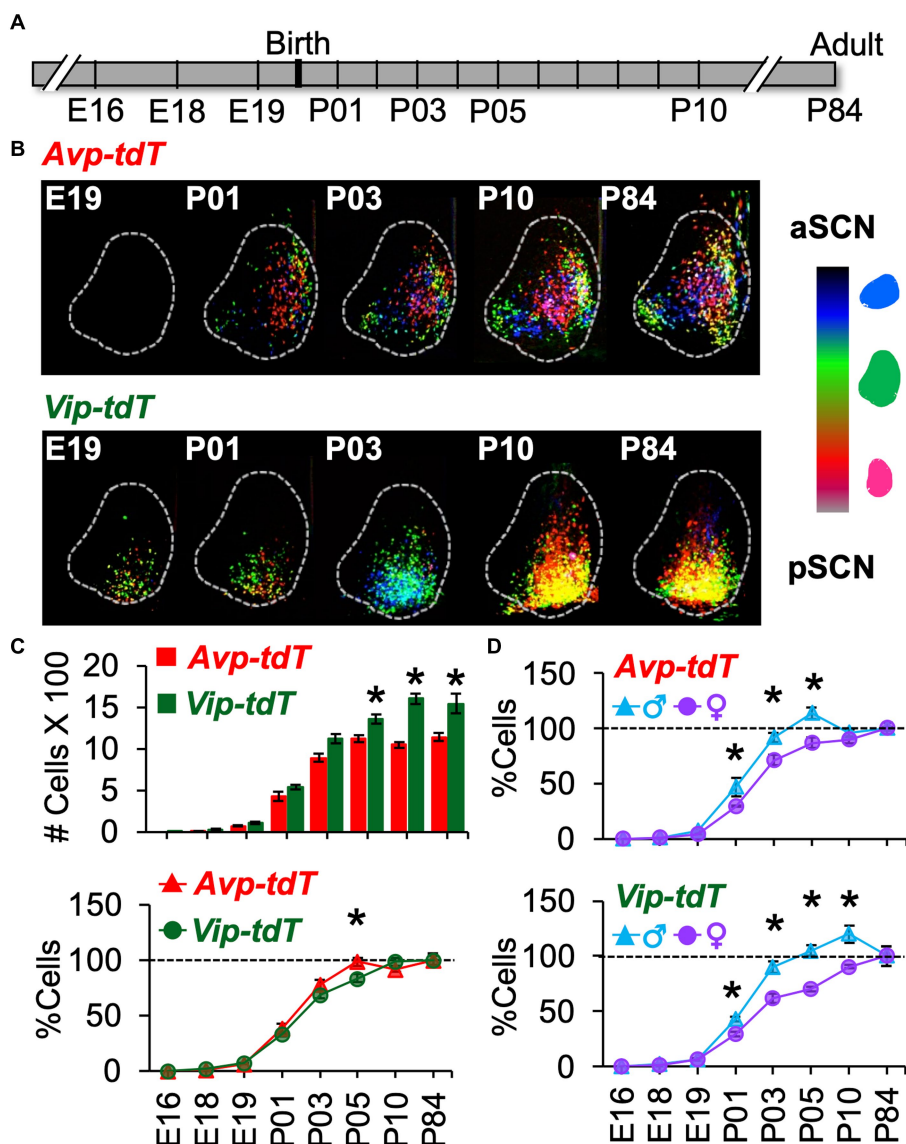 A
Birth
Adult
E16 E18 E19 P01 P03 P05 P10 P84
B
Avp-tdT
E19 P01 P03 P10 P84
aSCN
Vip-tdT
E19 P01 P03 P10 P84
pSCN
C
# Cells X 100
20
15
10
5
0
Avp-tdT
Vip-tdT
* * *
%Cells
150
100
50
0
Avp-tdT
Vip-tdT
*
E16 E18 E19 P01 P03 P05 P10 P84
D
Avp-tdT
♂ ♀
%Cells
150
100
50
0
* * *
Vip-tdT
♂ ♀
%Cells
150
100
50
0
* * * *
E16 E18 E19 P01 P03 P05 P10 P84